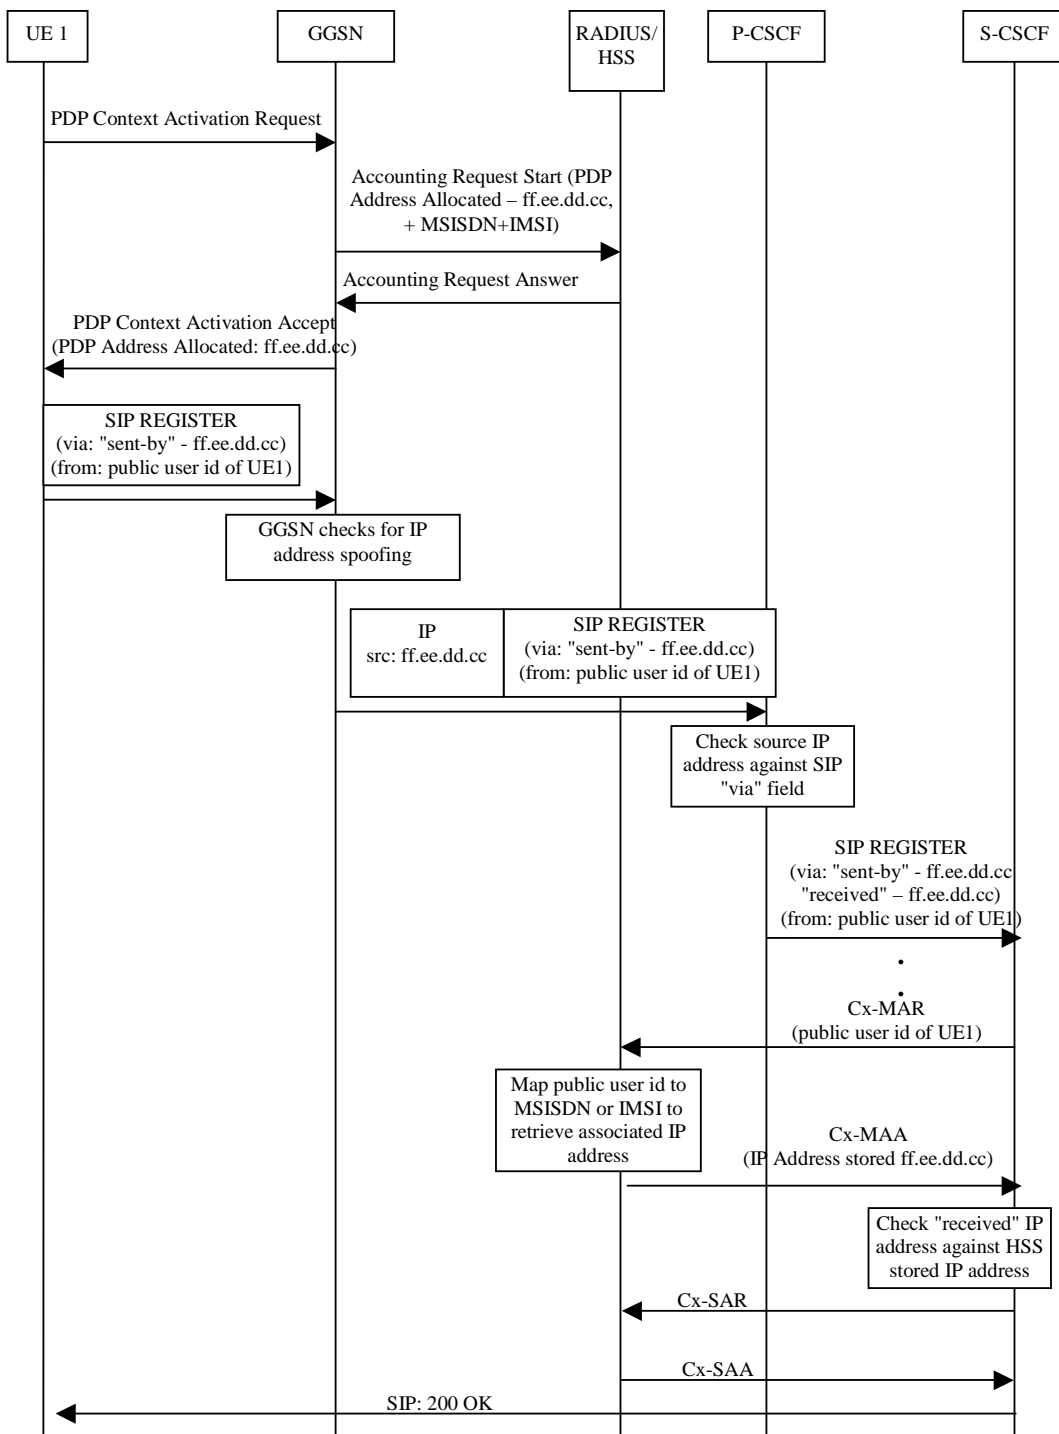 UE 1
GGSN
RADIUS/
HSS
P-CSCF
S-CSCF
PDP Context Activation Request
Accounting Request Start (PDP
Address Allocated – ff.ee.dd.cc,
+ MSISDN+IMSI)
Accounting Request Answer
PDP Context Activation Accept
(PDP Address Allocated: ff.ee.dd.cc)
SIP REGISTER
(via: "sent-by" - ff.ee.dd.cc)
(from: public user id of UE1)
GGSN checks for IP
address spoofing
IP
src: ff.ee.dd.cc
SIP REGISTER
(via: "sent-by" - ff.ee.dd.cc)
(from: public user id of UE1)
Check source IP
address against SIP
"via" field
SIP REGISTER
(via: "sent-by" - ff.ee.dd.cc
"received" – ff.ee.dd.cc)
(from: public user id of UE1)
.
.
Cx-MAR
(public user id of UE1)
Map public user id to
MSISDN or IMSI to
retrieve associated IP
address
Cx-MAA
(IP Address stored ff.ee.dd.cc)
Check "received" IP
address against HSS
stored IP address
Cx-SAR
Cx-SAA
SIP: 200 OK